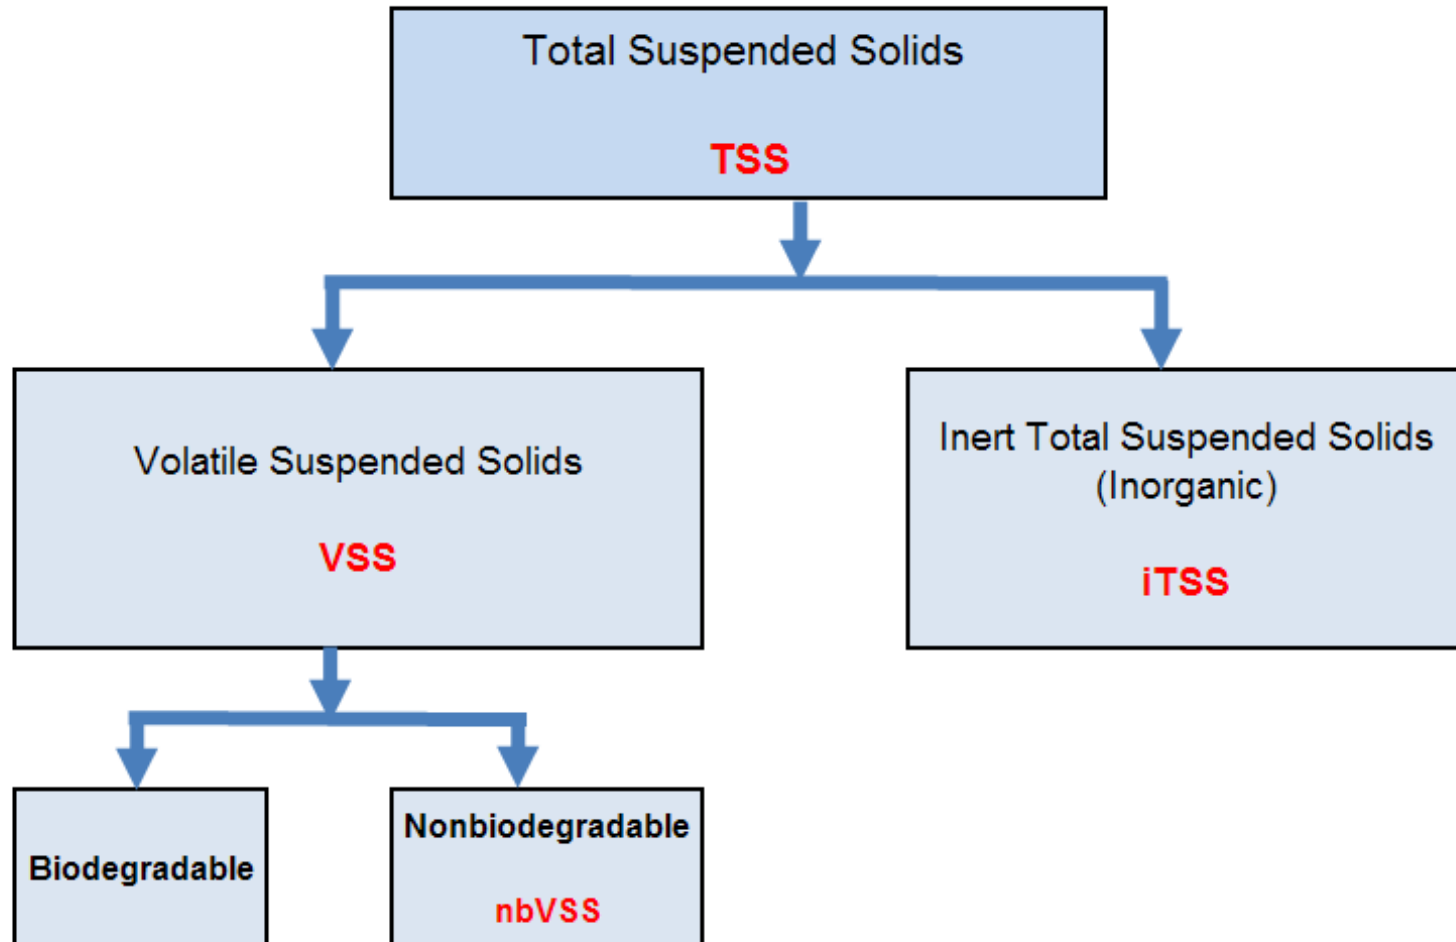 Total Suspended Solids
TSS
Volatile Suspended Solids
VSS
Inert Total Suspended Solids
(Inorganic)
iTSS
Biodegradable
Nonbiodegradable
nbVSS